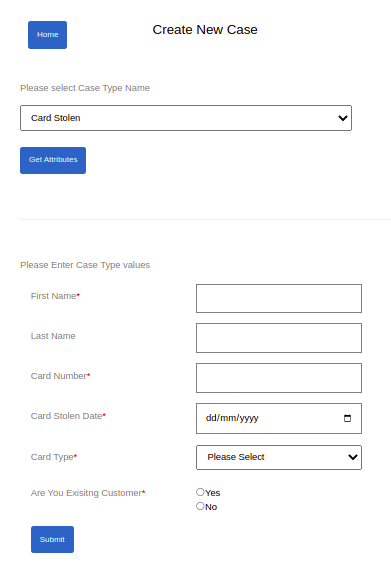 Home
Create New Case
Please select Case Type Name
Card Stolen
Get Attributes
Please Enter Case Type values
First Name*
Last Name
Card Number*
Card Stolen Date*
dd/mm/yyyy
Card Type*
Please Select
Are You Exisitng Customer*
Yes
No
Submit